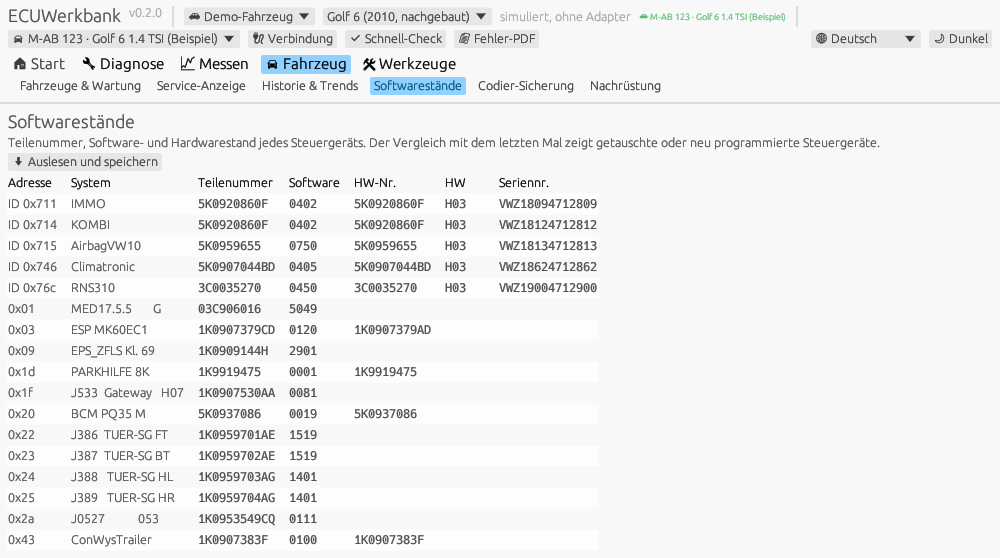 ECUWerkbank v0.2.0 Demo-Fahrzeug Golf 6 (2010, nachgebaut) simuliert, ohne Adapter M-AB 123 · Golf 6 1.4 TSI (Beispiel)
M-AB 123 · Golf 6 1.4 TSI (Beispiel) Verbindung Schnell-Check Fehler-PDF Deutsch Dunkel
Start Diagnose Messen Fahrzeug Werkzeuge
Fahrzeuge & Wartung Service-Anzeige Historie & Trends Softwarestände Codier-Sicherung Nachrüstung
Softwarestände
Teilenummer, Software- und Hardwarestand jedes Steuergeräts. Der Vergleich mit dem letzten Mal zeigt getauschte oder neu programmierte Steuergeräte.
Auslesen und speichern
Adresse System Teilenummer Software HW-Nr. HW Seriennr.
ID 0x711 IMMO 5K0920860F 0402 5K0920860F H03 VWZ18094712809
ID 0x714 KOMBI 5K0920860F 0402 5K0920860F H03 VWZ18124712812
ID 0x715 AirbagVW10 5K0959655 0750 5K0959655 H03 VWZ18134712813
ID 0x746 Climatronic 5K0907044BD 0405 5K0907044BD H03 VWZ18624712862
ID 0x76c RNS310 3C0035270 0450 3C0035270 H03 VWZ19004712900
0x01 MED17.5.5 G 03C906016 5049
0x03 ESP MK60EC1 1K0907379CD 0120 1K0907379AD
0x09 EPS_ZFLS Kl. 69 1K0909144H 2901
0x1d PARKHILFE 8K 1K9919475 0001 1K9919475
0x1f J533 Gateway H07 1K0907530AA 0081
0x20 BCM PQ35 M 5K0937086 0019 5K0937086
0x22 J386 TUER-SG FT 1K0959701AE 1519
0x23 J387 TUER-SG BT 1K0959702AE 1519
0x24 J388 TUER-SG HL 1K0959703AG 1401
0x25 J389 TUER-SG HR 1K0959704AG 1401
0x2a J0527 053 1K0953549CQ 0111
0x43 ConWysTrailer 1K0907383F 0100 1K0907383F